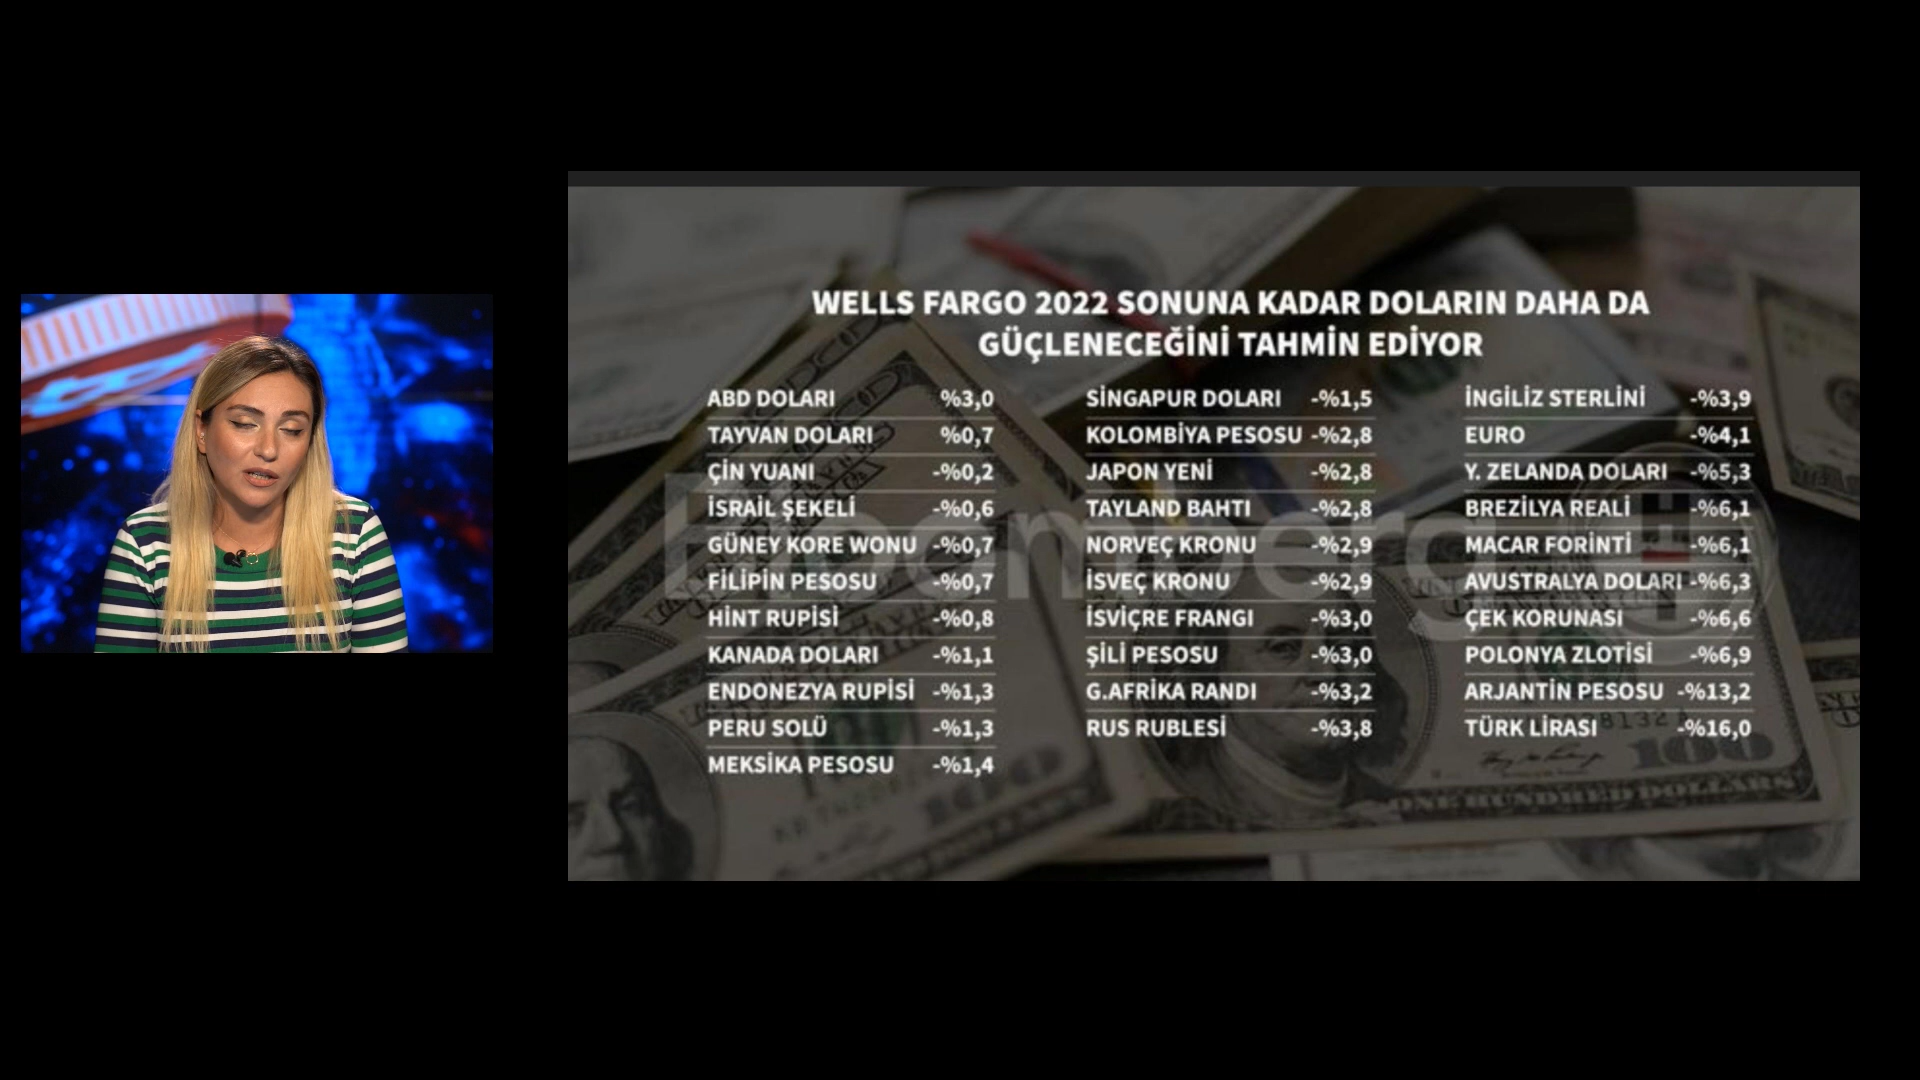 WELLS FARGO 2022 SONUNA KADAR DOLARIN DAHA DA
GÜÇLENECEĞİNİ TAHMİN EDİYOR
ABD DOLARI %3,0
TAYVAN DOLARI %0,7
ÇİN YUANI -%0,2
İSRAİL ŞEKELİ -%0,6
GÜNEY KORE WONU -%0,7
FİLİPİN PESOSU -%0,7
HİNT RUPİSİ -%0,8
KANADA DOLARI -%1,1
ENDONEZYA RUPİSİ -%1,3
PERU SOLÜ -%1,3
MEKSİKA PESOSU -%1,4
SİNGAPUR DOLARI -%1,5
KOLOMBİYA PESOSU -%2,8
JAPON YENİ -%2,8
TAYLAND BAHTI -%2,8
NORVEÇ KRONU -%2,9
İSVEÇ KRONU -%2,9
İSVİÇRE FRANGI -%3,0
ŞİLİ PESOSU -%3,0
G.AFRİKA RANDI -%3,2
RUS RUBLESİ -%3,8
İNGİLİZ STERLİNİ -%3,9
EURO -%4,1
Y. ZELANDA DOLARI -%5,3
BREZİLYA REALİ -%6,1
MACAR FORİNTİ -%6,1
AVUSTRALYA DOLARI -%6,3
ÇEK KORUNASI -%6,6
POLONYA ZLOTİSİ -%6,9
ARJANTİN PESOSU -%13,2
TÜRK LİRASI -%16,0
Bloomberg HT
100
ONE HUNDRED DOLLARS